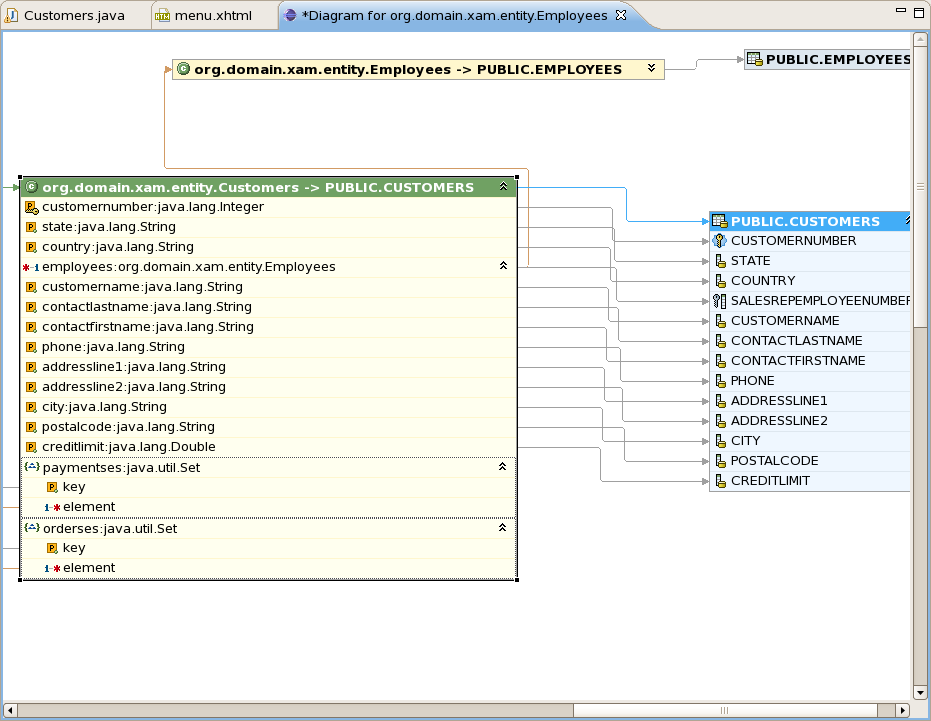 Customers.java
menu.xhtml
*Diagram for org.domain.xam.entity.Employees
org.domain.xam.entity.Employees -> PUBLIC.EMPLOYEES
PUBLIC.EMPLOYEES
org.domain.xam.entity.Customers -> PUBLIC.CUSTOMERS
customernumber:java.lang.Integer
state:java.lang.String
country:java.lang.String
employees:org.domain.xam.entity.Employees
customername:java.lang.String
contactlastname:java.lang.String
contactfirstname:java.lang.String
phone:java.lang.String
addressline1:java.lang.String
addressline2:java.lang.String
city:java.lang.String
postalcode:java.lang.String
creditlimit:java.lang.Double
paymentses:java.util.Set
key
element
orderses:java.util.Set
key
element
PUBLIC.CUSTOMERS
CUSTOMERNUMBER
STATE
COUNTRY
SALESREPEMPLOYEENUMBER
CUSTOMERNAME
CONTACTLASTNAME
CONTACTFIRSTNAME
PHONE
ADDRESSLINE1
ADDRESSLINE2
CITY
POSTALCODE
CREDITLIMIT